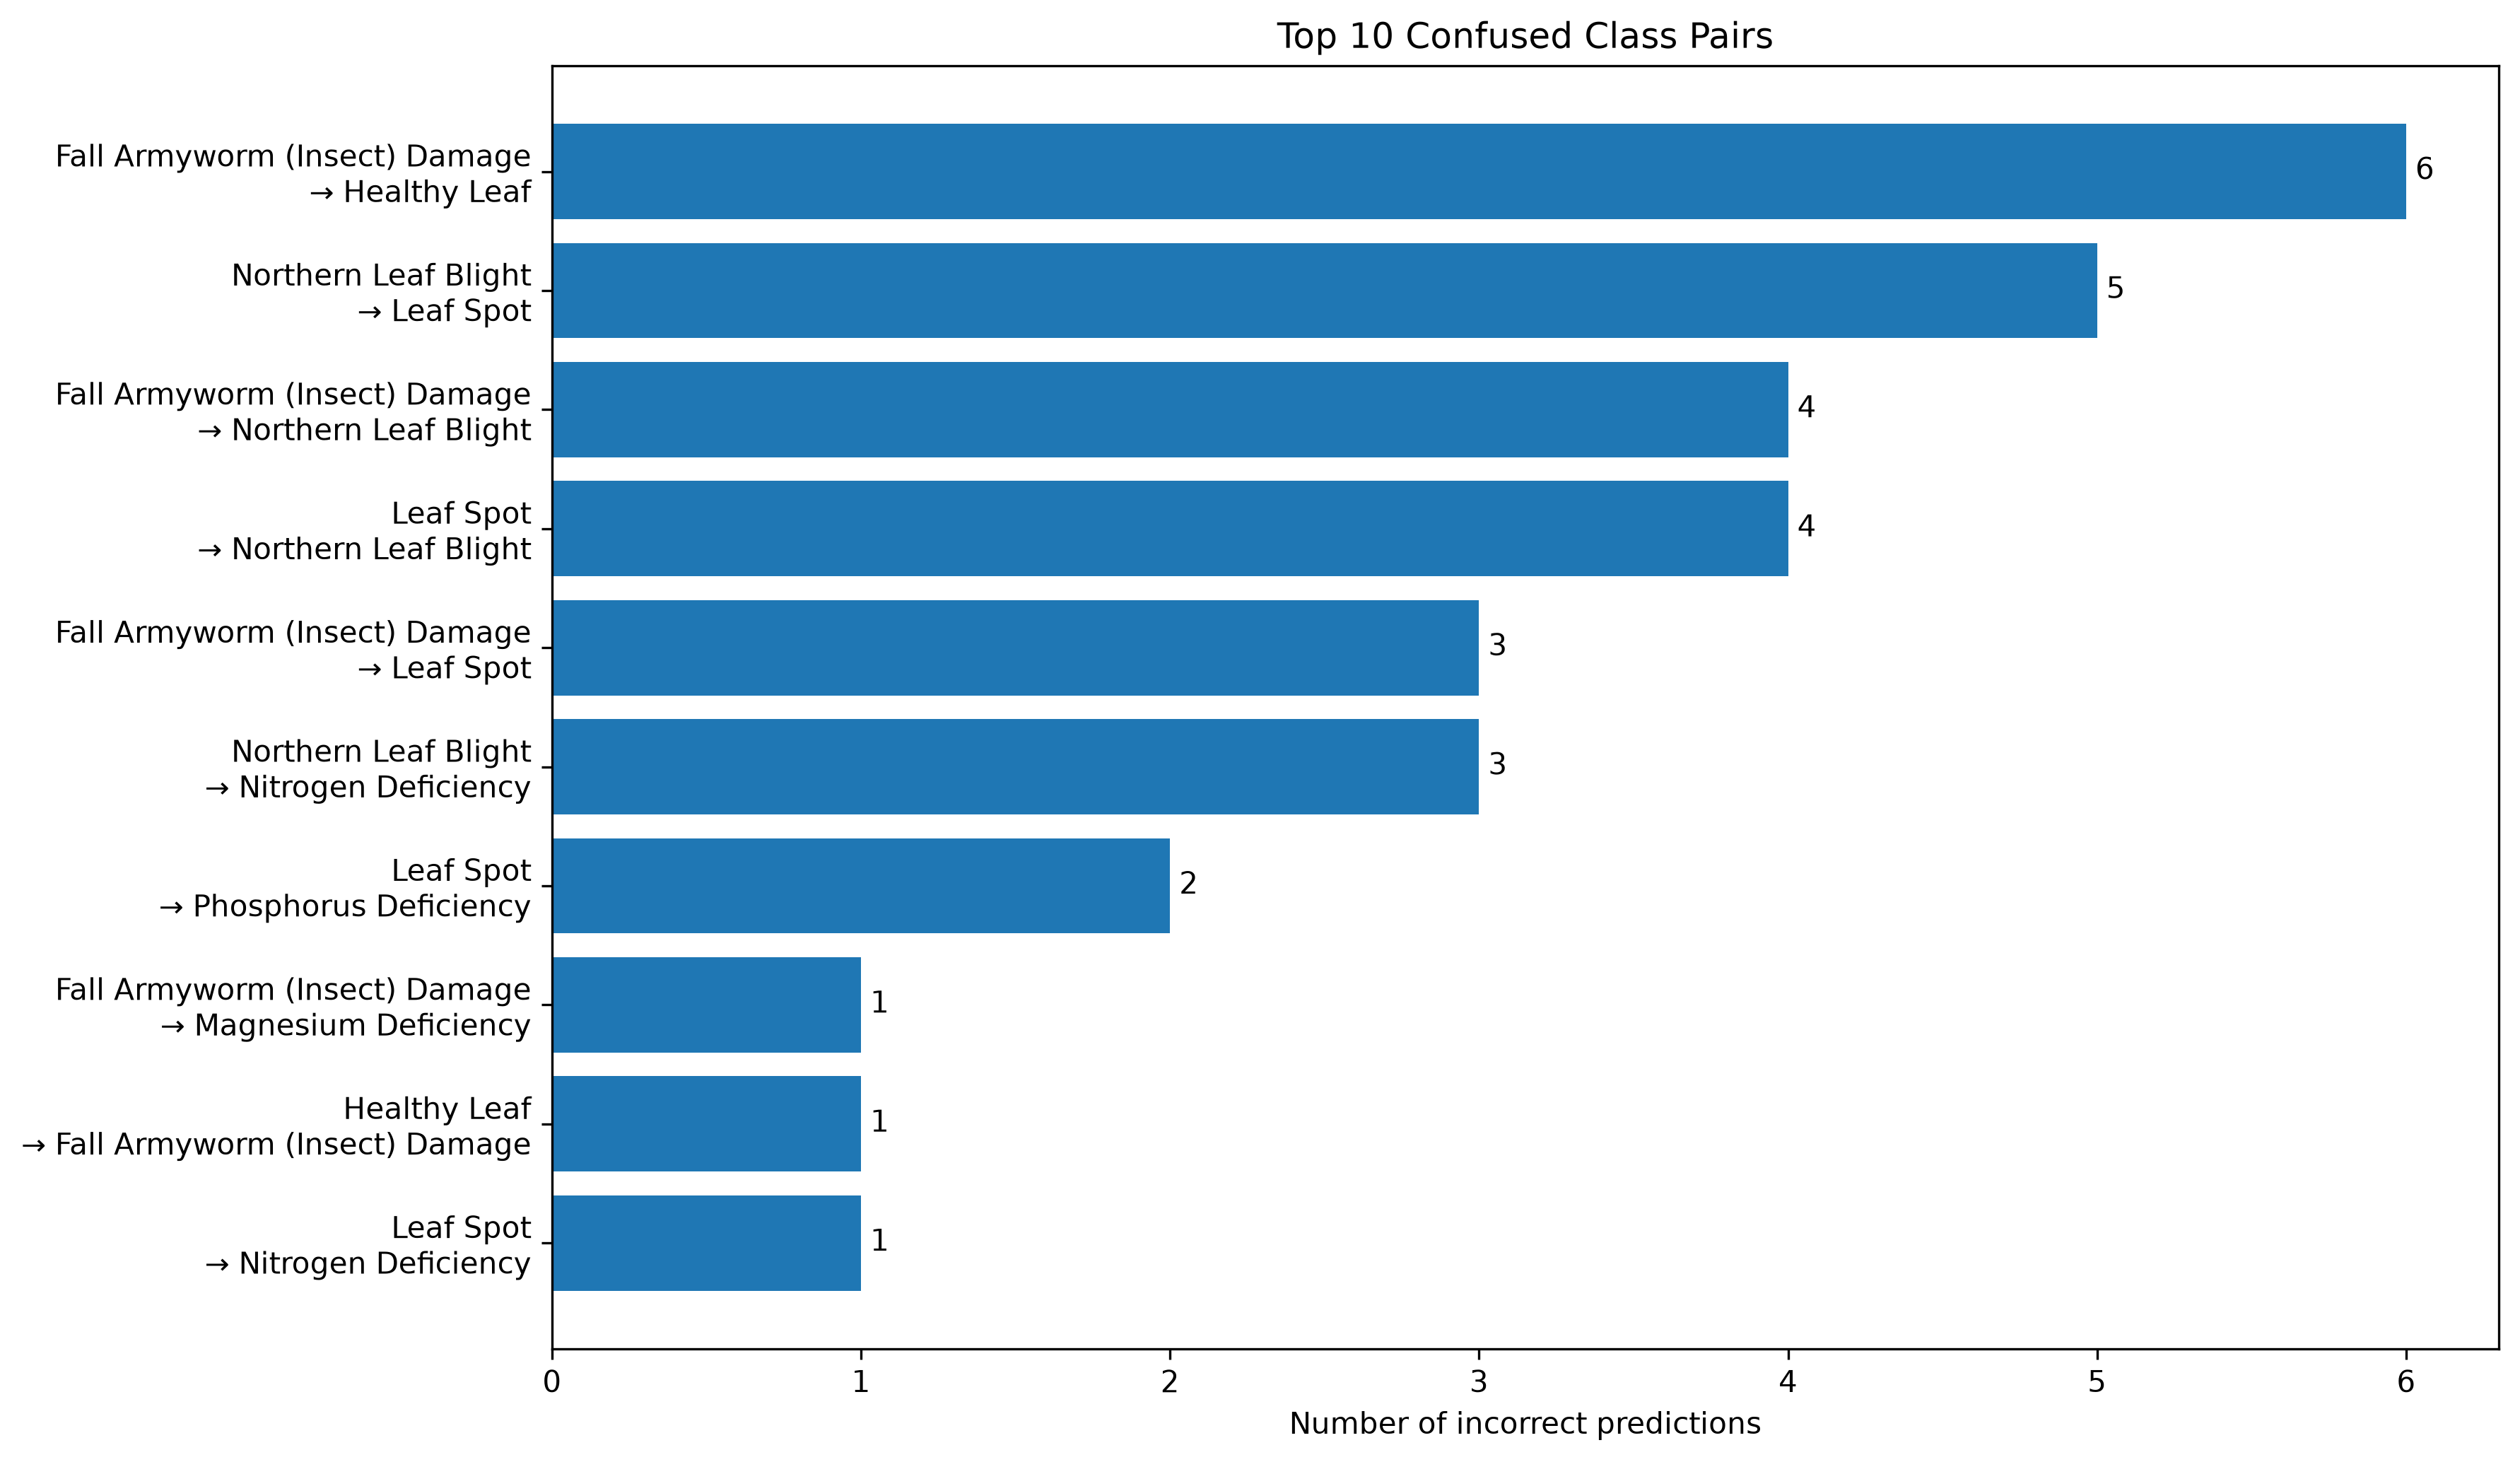 Top 10 Confused Class Pairs
Fall Armyworm (Insect) Damage
→ Healthy Leaf
6
Northern Leaf Blight
→ Leaf Spot
5
Fall Armyworm (Insect) Damage
→ Northern Leaf Blight
4
Leaf Spot
→ Northern Leaf Blight
4
Fall Armyworm (Insect) Damage
→ Leaf Spot
3
Northern Leaf Blight
→ Nitrogen Deficiency
3
Leaf Spot
→ Phosphorus Deficiency
2
Fall Armyworm (Insect) Damage
→ Magnesium Deficiency
1
Healthy Leaf
→ Fall Armyworm (Insect) Damage
1
Leaf Spot
→ Nitrogen Deficiency
1
0 1 2 3 4 5 6
Number of incorrect predictions